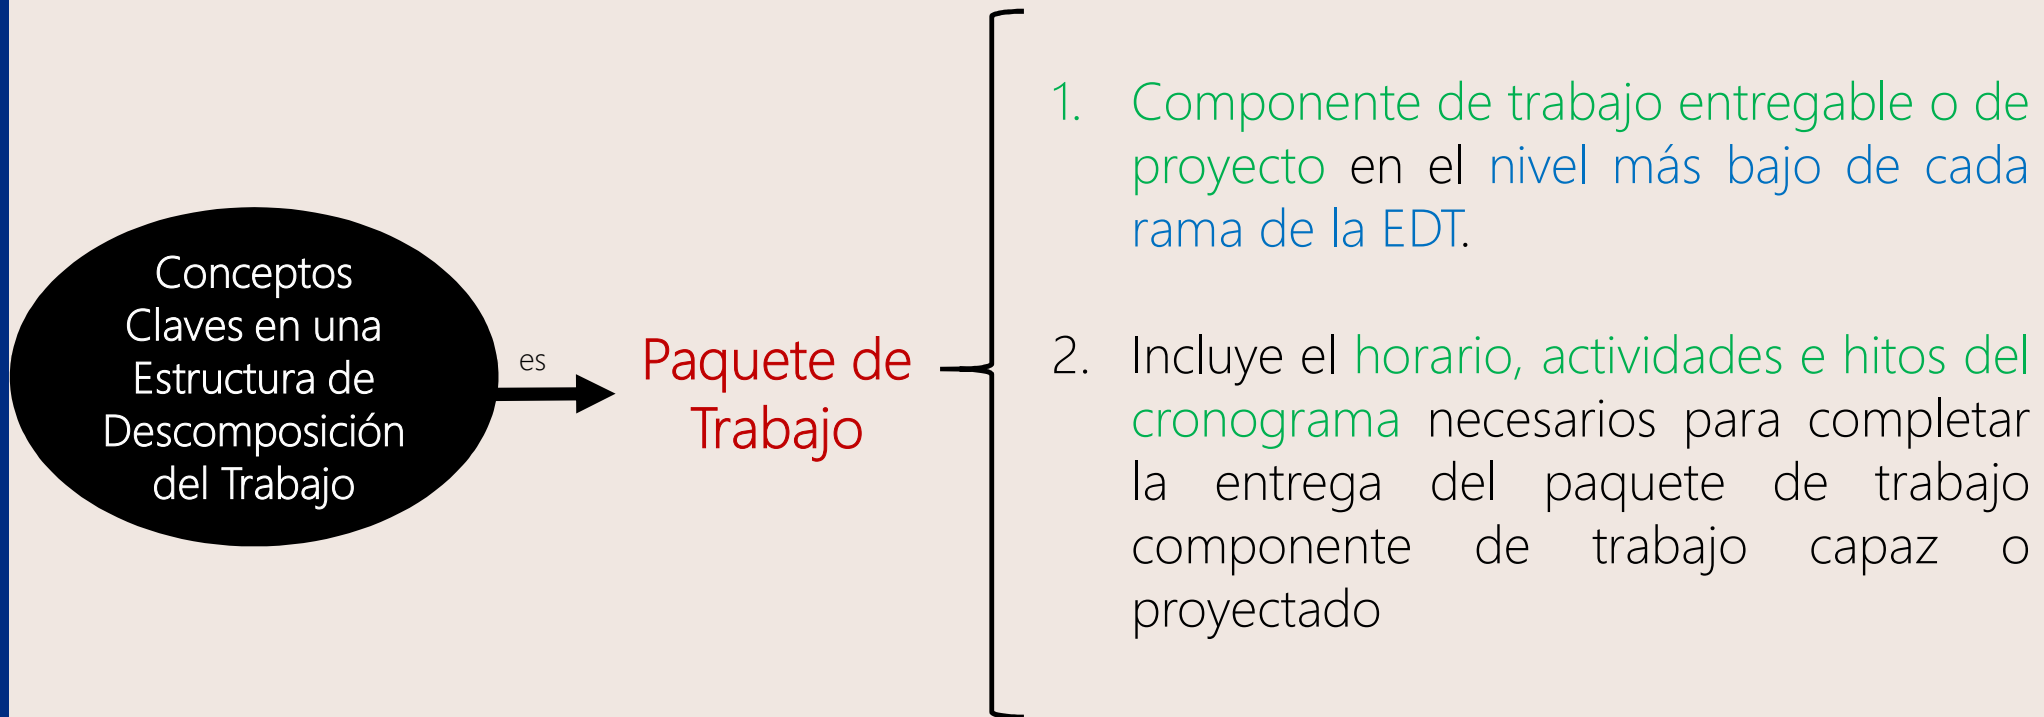 Conceptos
Claves en una
Estructura de
Descomposición
del Trabajo
es
Paquete de
Trabajo
1. Componente de trabajo entregable o de
proyecto en el nivel más bajo de cada
rama de la EDT.
2. Incluye el horario, actividades e hitos del
cronograma necesarios para completar
la entrega del paquete de trabajo
componente de trabajo capaz o
proyectado